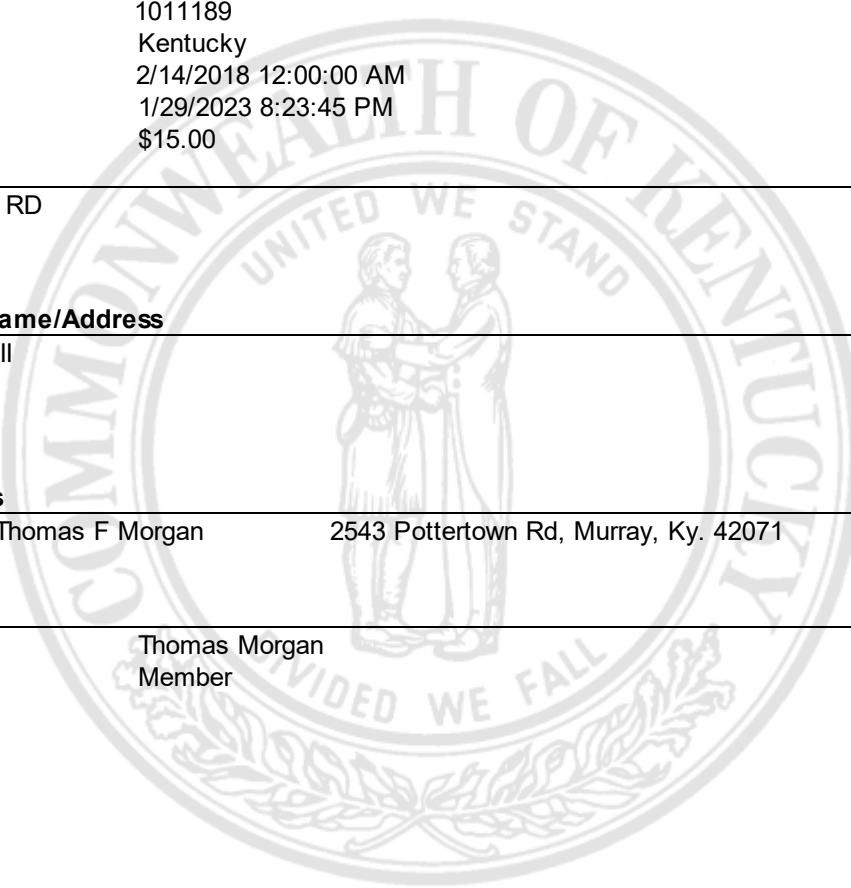 1011189
Kentucky
2/14/2018 12:00:00 AM
1/29/2023 8:23:45 PM
$15.00
RD
ame/Address
ll
s
Thomas F Morgan 2543 Pottertown Rd, Murray, Ky. 42071
Thomas Morgan
Member
COMMONWEALTH OF KENTUCKY
UNITED WE STAND
DIVIDED WE FALL